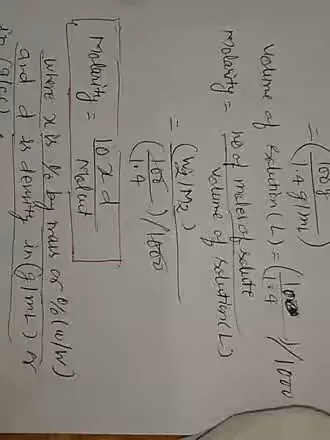 = (100g / 1.4 g/mL)
Volume of solution (L) = (100 / 1.4) / 1000
Molarity = no of moles of solute / Volume of solution (L)
= (W2/M2) / (100 / 1.4) / 1000
Molarity = 10 x d / Molwt
where x is % by mass or % (w/w)
and d is density in (g/mL) or